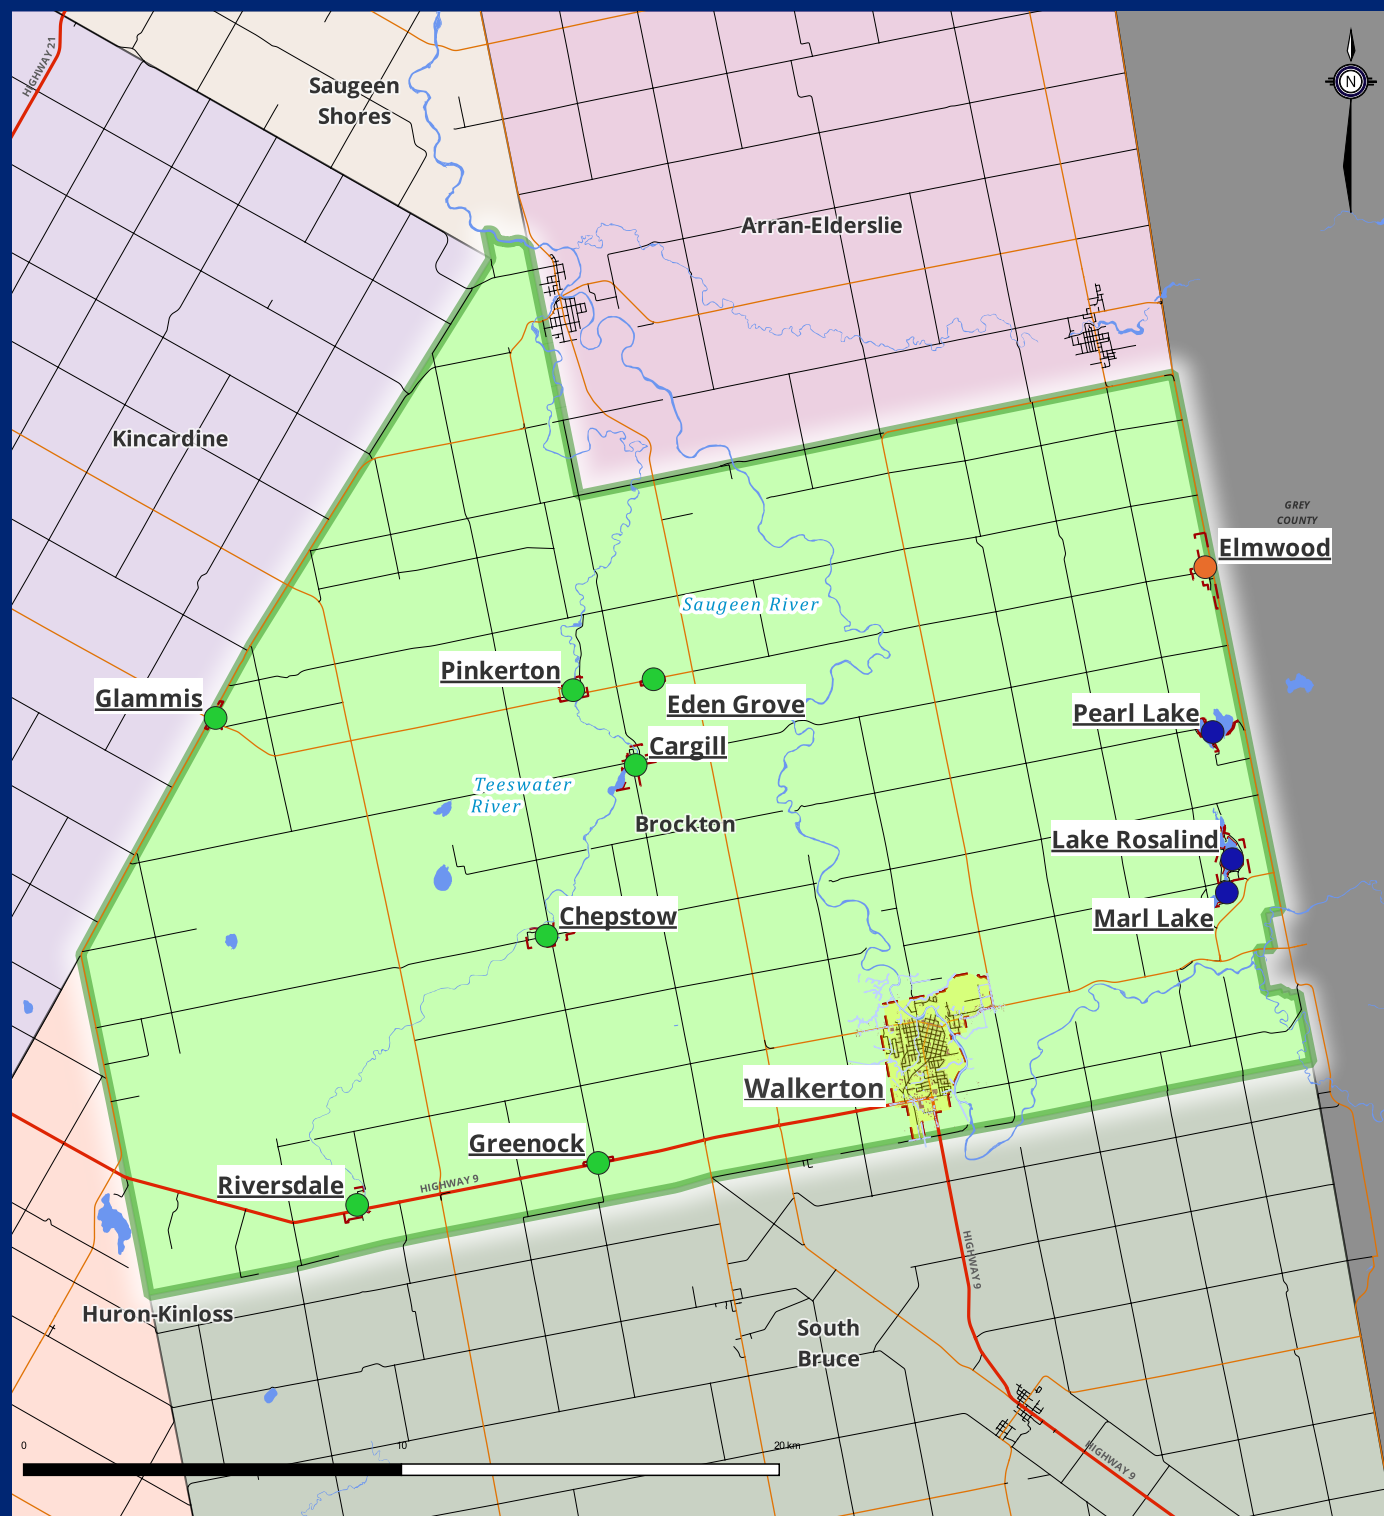 HIGHWAY 21
Saugeen
Shores
N
Arran-Elderslie
Kincardine
GREY
COUNTY
Elmwood
Saugeen River
Pinkerton
Glammis
Eden Grove
Pearl Lake
Cargill
Teeswater
River
Brockton
Lake Rosalind
Chepstow
Marl Lake
Walkerton
Greenock
Riversdale
HIGHWAY 9
HIGHWAY 9
Huron-Kinloss
South
Bruce
0
10
20 km
HIGHWAY 9